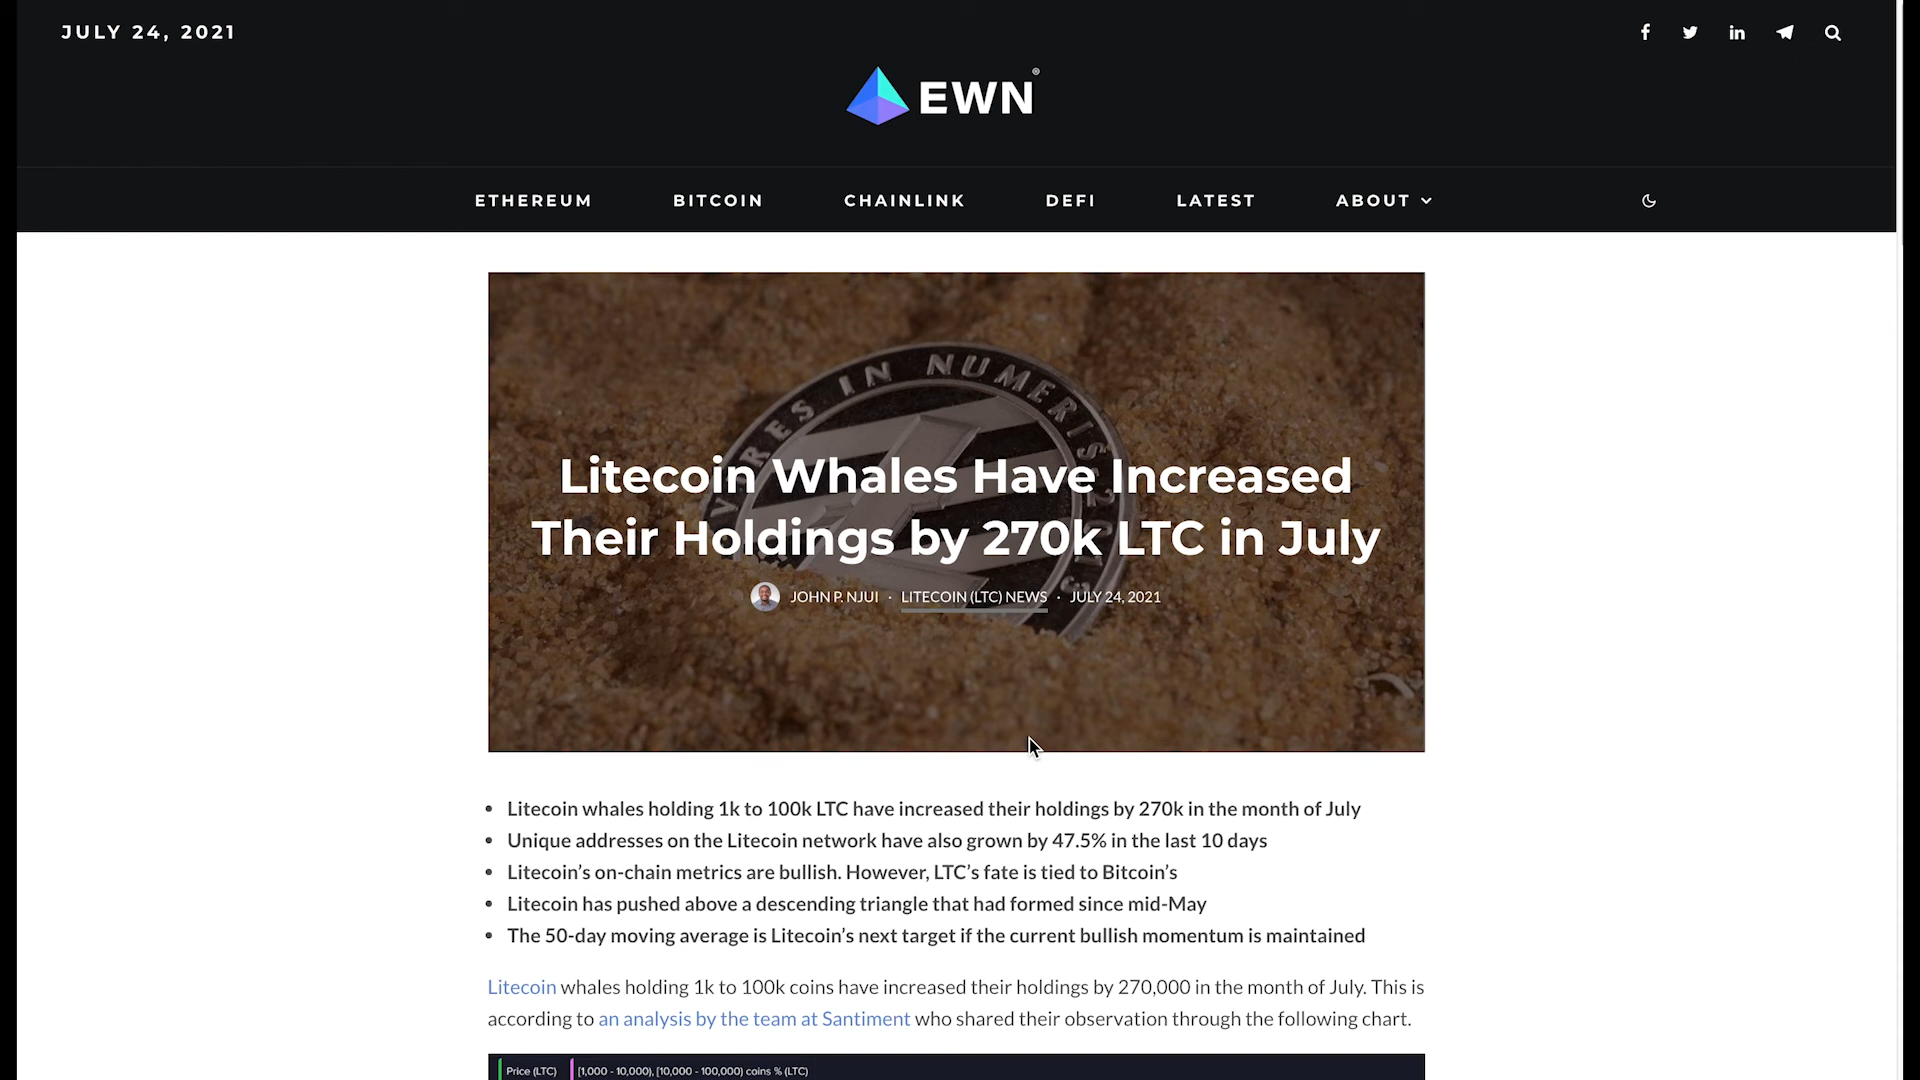 JULY 24, 2021
EWN®
ETHEREUM BITCOIN CHAINLINK DEFI LATEST ABOUT
VIRES IN NUMERIS
Litecoin Whales Have Increased
Their Holdings by 270k LTC in July
JOHN P. NJUI · LITECOIN (LTC) NEWS · JULY 24, 2021
• Litecoin whales holding 1k to 100k LTC have increased their holdings by 270k in the month of July
• Unique addresses on the Litecoin network have also grown by 47.5% in the last 10 days
• Litecoin’s on-chain metrics are bullish. However, LTC’s fate is tied to Bitcoin’s
• Litecoin has pushed above a descending triangle that had formed since mid-May
• The 50-day moving average is Litecoin’s next target if the current bullish momentum is maintained
Litecoin whales holding 1k to 100k coins have increased their holdings by 270,000 in the month of July. This is
according to an analysis by the team at Santiment who shared their observation through the following chart.
Price (LTC) [1,000 - 10,000), [10,000 - 100,000) coins % (LTC)